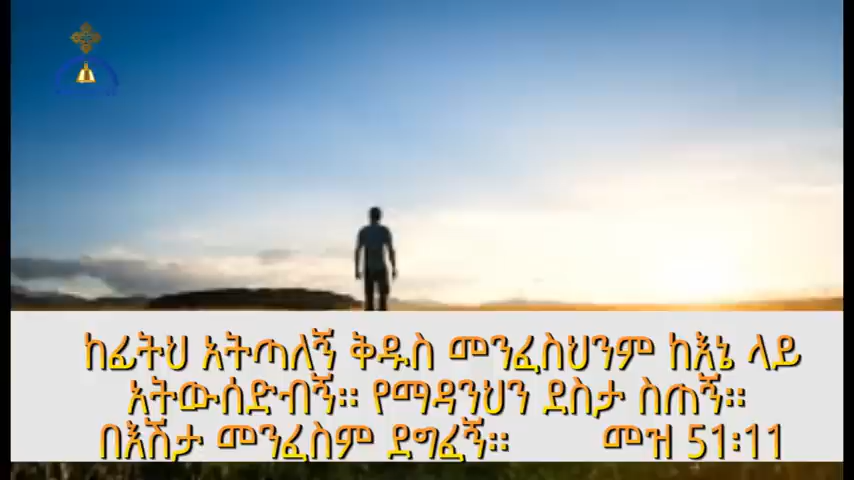 ከፊትህ አትጣለኝ ቅዱስ መንፈስህንም ከእኔ ላይ
አትውሰድብኝ። የማዳንህን ደስታ ስጠኝ።
በእሽታ መንፈስም ደግፈኝ። መዝ 51፡11